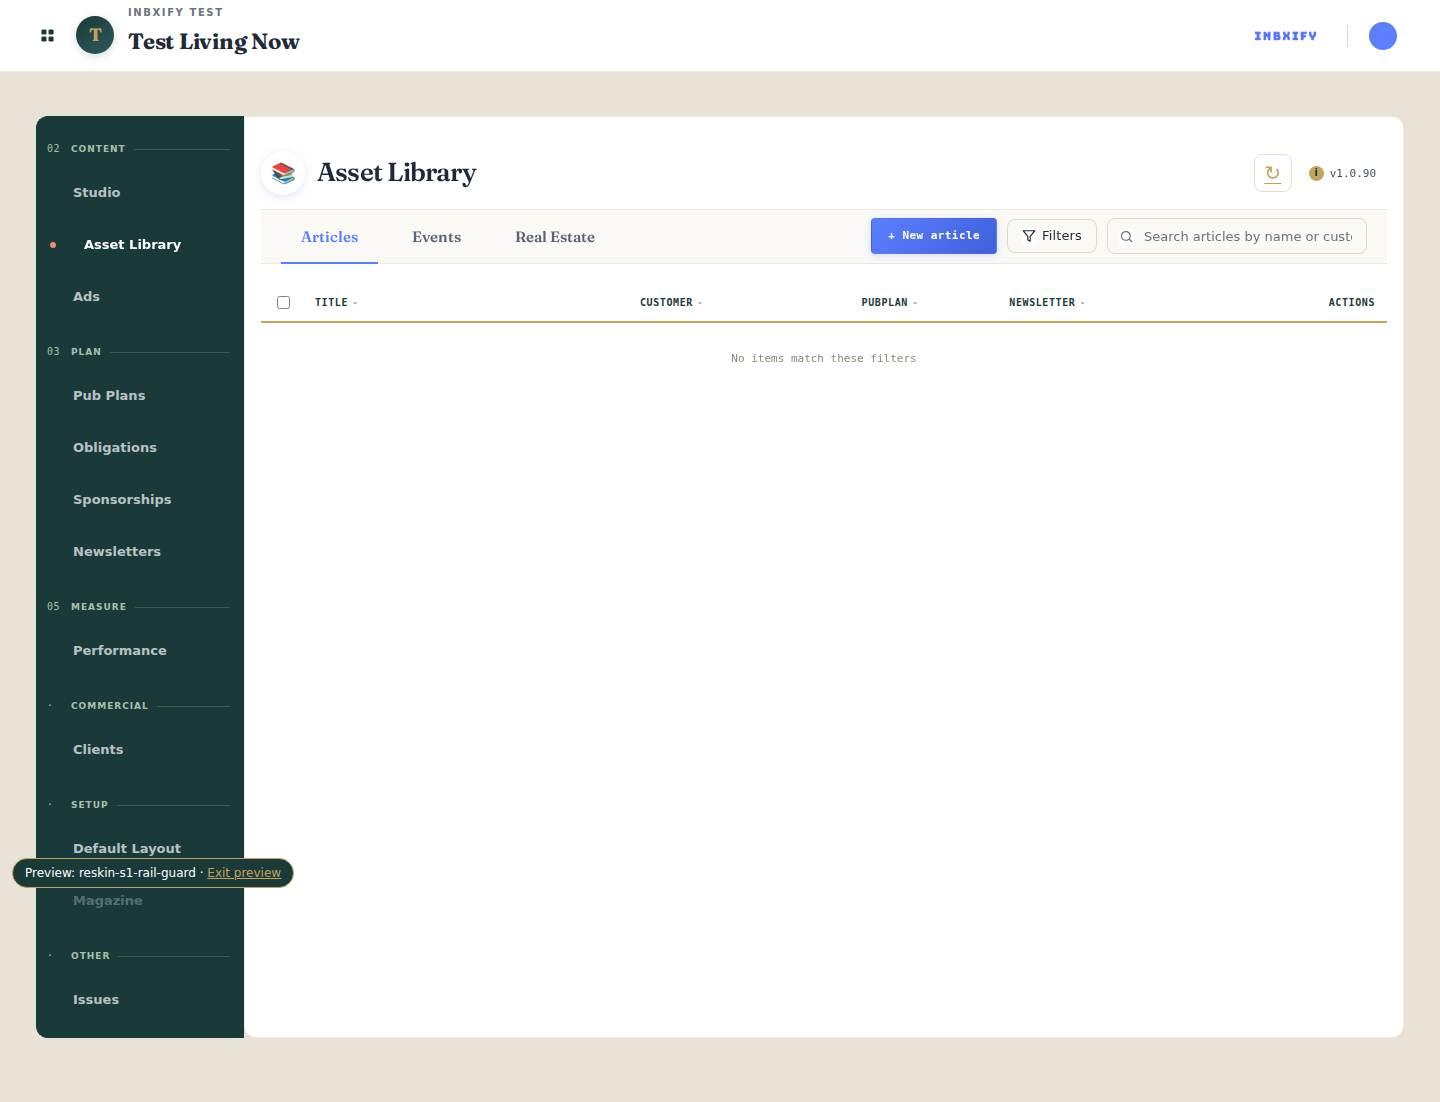 INBXIFY TEST
T
Test Living Now
INBXIFY
02 CONTENT
Studio
Asset Library
Ads
03 PLAN
Pub Plans
Obligations
Sponsorships
Newsletters
05 MEASURE
Performance
· COMMERCIAL
Clients
· SETUP
Default Layout
Preview: reskin-s1-rail-guard · Exit preview
Magazine
· OTHER
Issues
Asset Library
↻
i v1.0.90
Articles Events Real Estate
+ New article
Filters
Search articles by name or custo
TITLE - CUSTOMER - PUBPLAN - NEWSLETTER - ACTIONS
No items match these filters